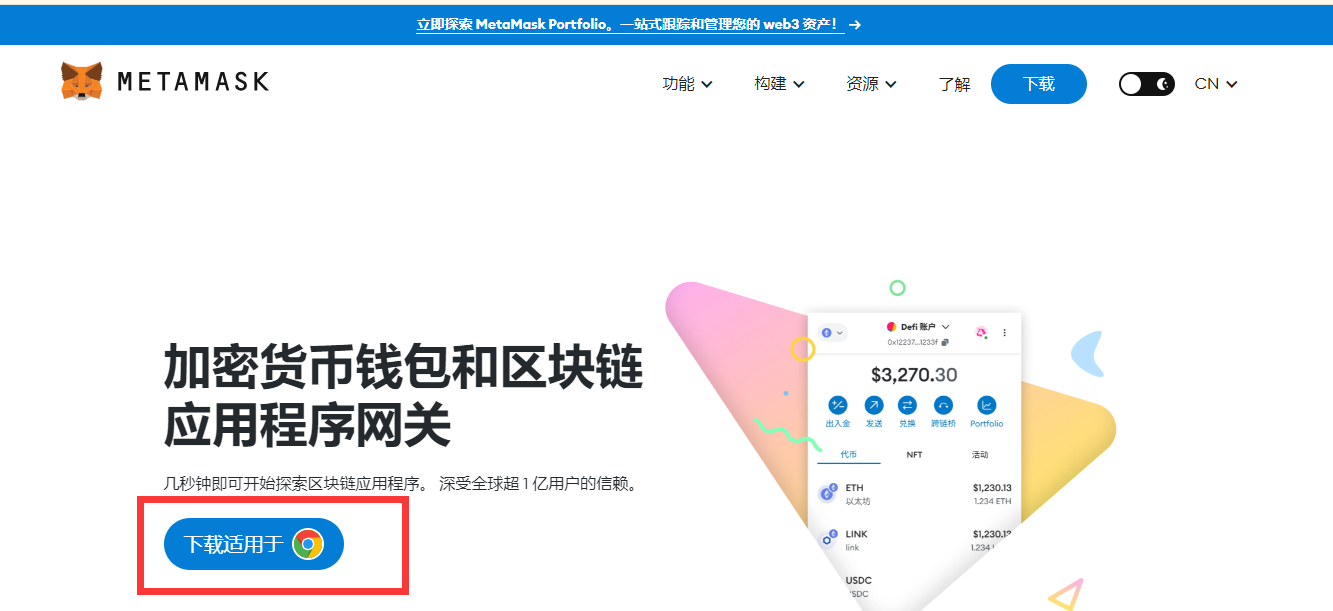 立即探索 MetaMask Portfolio。一站式跟踪和管理您的 web3 资产！ →
METAMASK
功能 构建 资源 了解 下载 CN
加密货币钱包和区块链
应用程序网关
几秒钟即可开始探索区块链应用程序。 深受全球超 1 亿用户的信赖。
下载适用于
Defi 账户
0x12237...1233f
$3,270.30
出入金 发送 兑换 跨链桥 Portfolio
代币 NFT 活动
ETH $1,230.13
以太坊 1.234 ETH
LINK $1,230.13
link 1.234
USDC
USDC